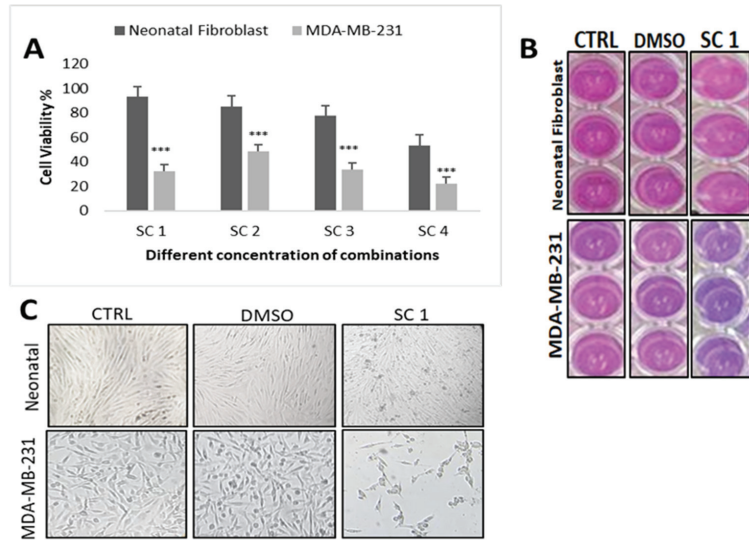 A
Neonatal Fibroblast
MDA-MB-231
120
100
80
60
40
20
0
Cell Viability %
***
***
***
***
SC 1
SC 2
SC 3
SC 4
Different concentration of combinations
B
CTRL
DMSO
SC 1
Neonatal Fibroblast
MDA-MB-231
C
CTRL
DMSO
SC 1
Neonatal
MDA-MB-231